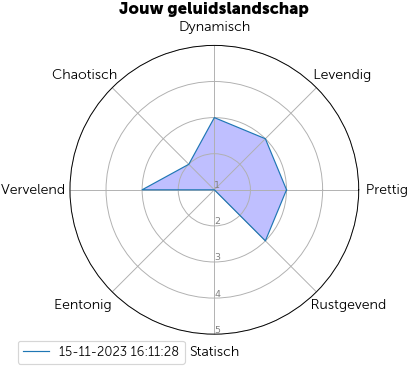 Jouw geluidslandschap
Dynamisch
Chaotisch
Levendig
Vervelend
1
Prettig
2
3
4
Eentonig
Rustgevend
5
15-11-2023 16:11:28
Statisch